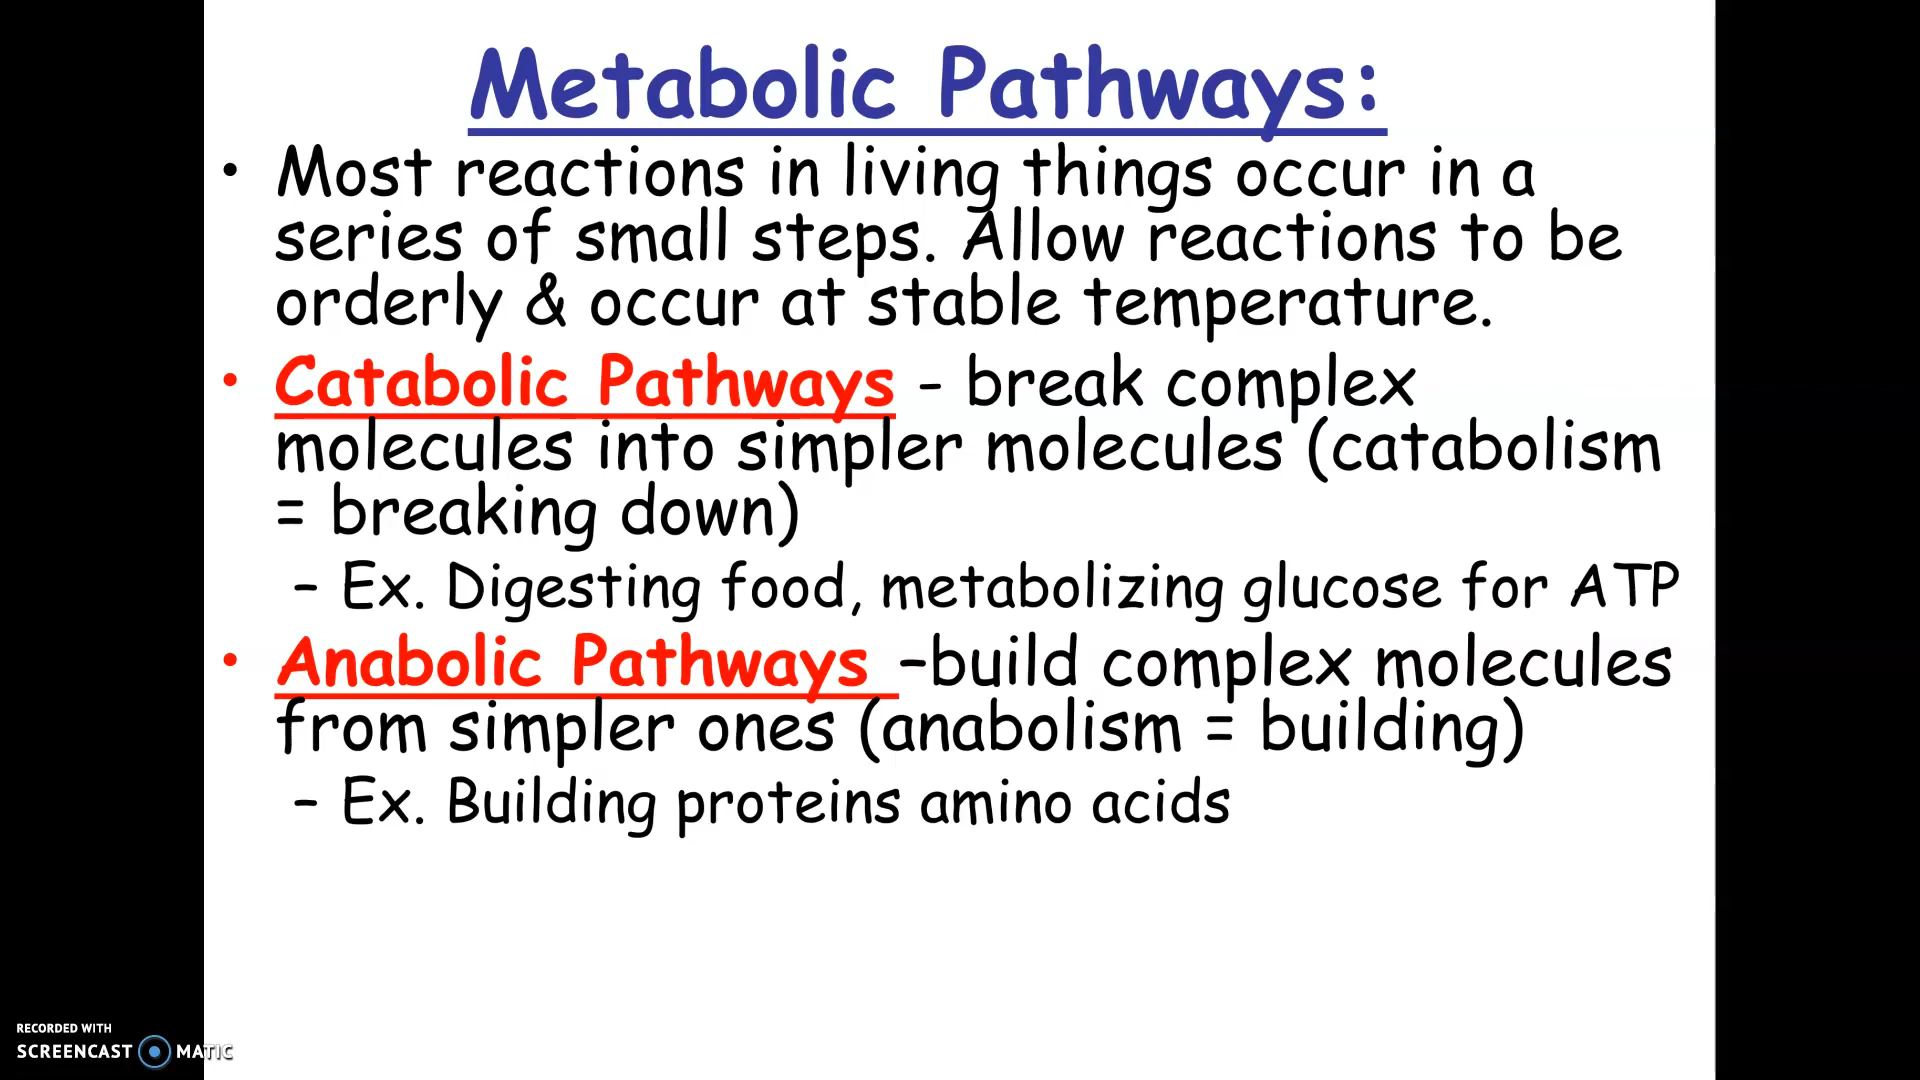 Metabolic Pathways:
• Most reactions in living things occur in a
series of small steps. Allow reactions to be
orderly & occur at stable temperature.
• Catabolic Pathways - break complex
molecules into simpler molecules (catabolism
= breaking down)
– Ex. Digesting food, metabolizing glucose for ATP
• Anabolic Pathways –build complex molecules
from simpler ones (anabolism = building)
– Ex. Building proteins amino acids
RECORDED WITH
SCREENCAST MATIC